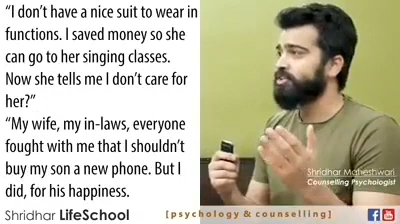 “I don’t have a nice suit to wear in
functions. I saved money so she
can go to her singing classes.
Now she tells me I don’t care for
her?”
“My wife, my in-laws, everyone
fought with me that I shouldn’t
buy my son a new phone. But I
did, for his happiness.
Shridhar Maheshwari
Counselling Psychologist
Shridhar LifeSchool
[psychology & counselling]
f
You Tube